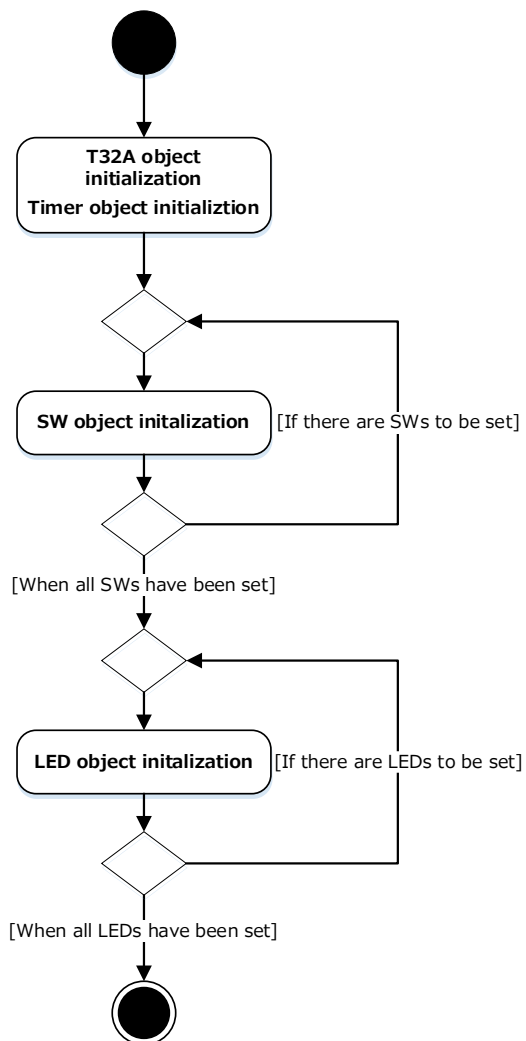 T32A object
initialization
Timer object initializtion
SW object initalization
[If there are SWs to be set]
[When all SWs have been set]
LED object initalization
[If there are LEDs to be set]
[When all LEDs have been set]